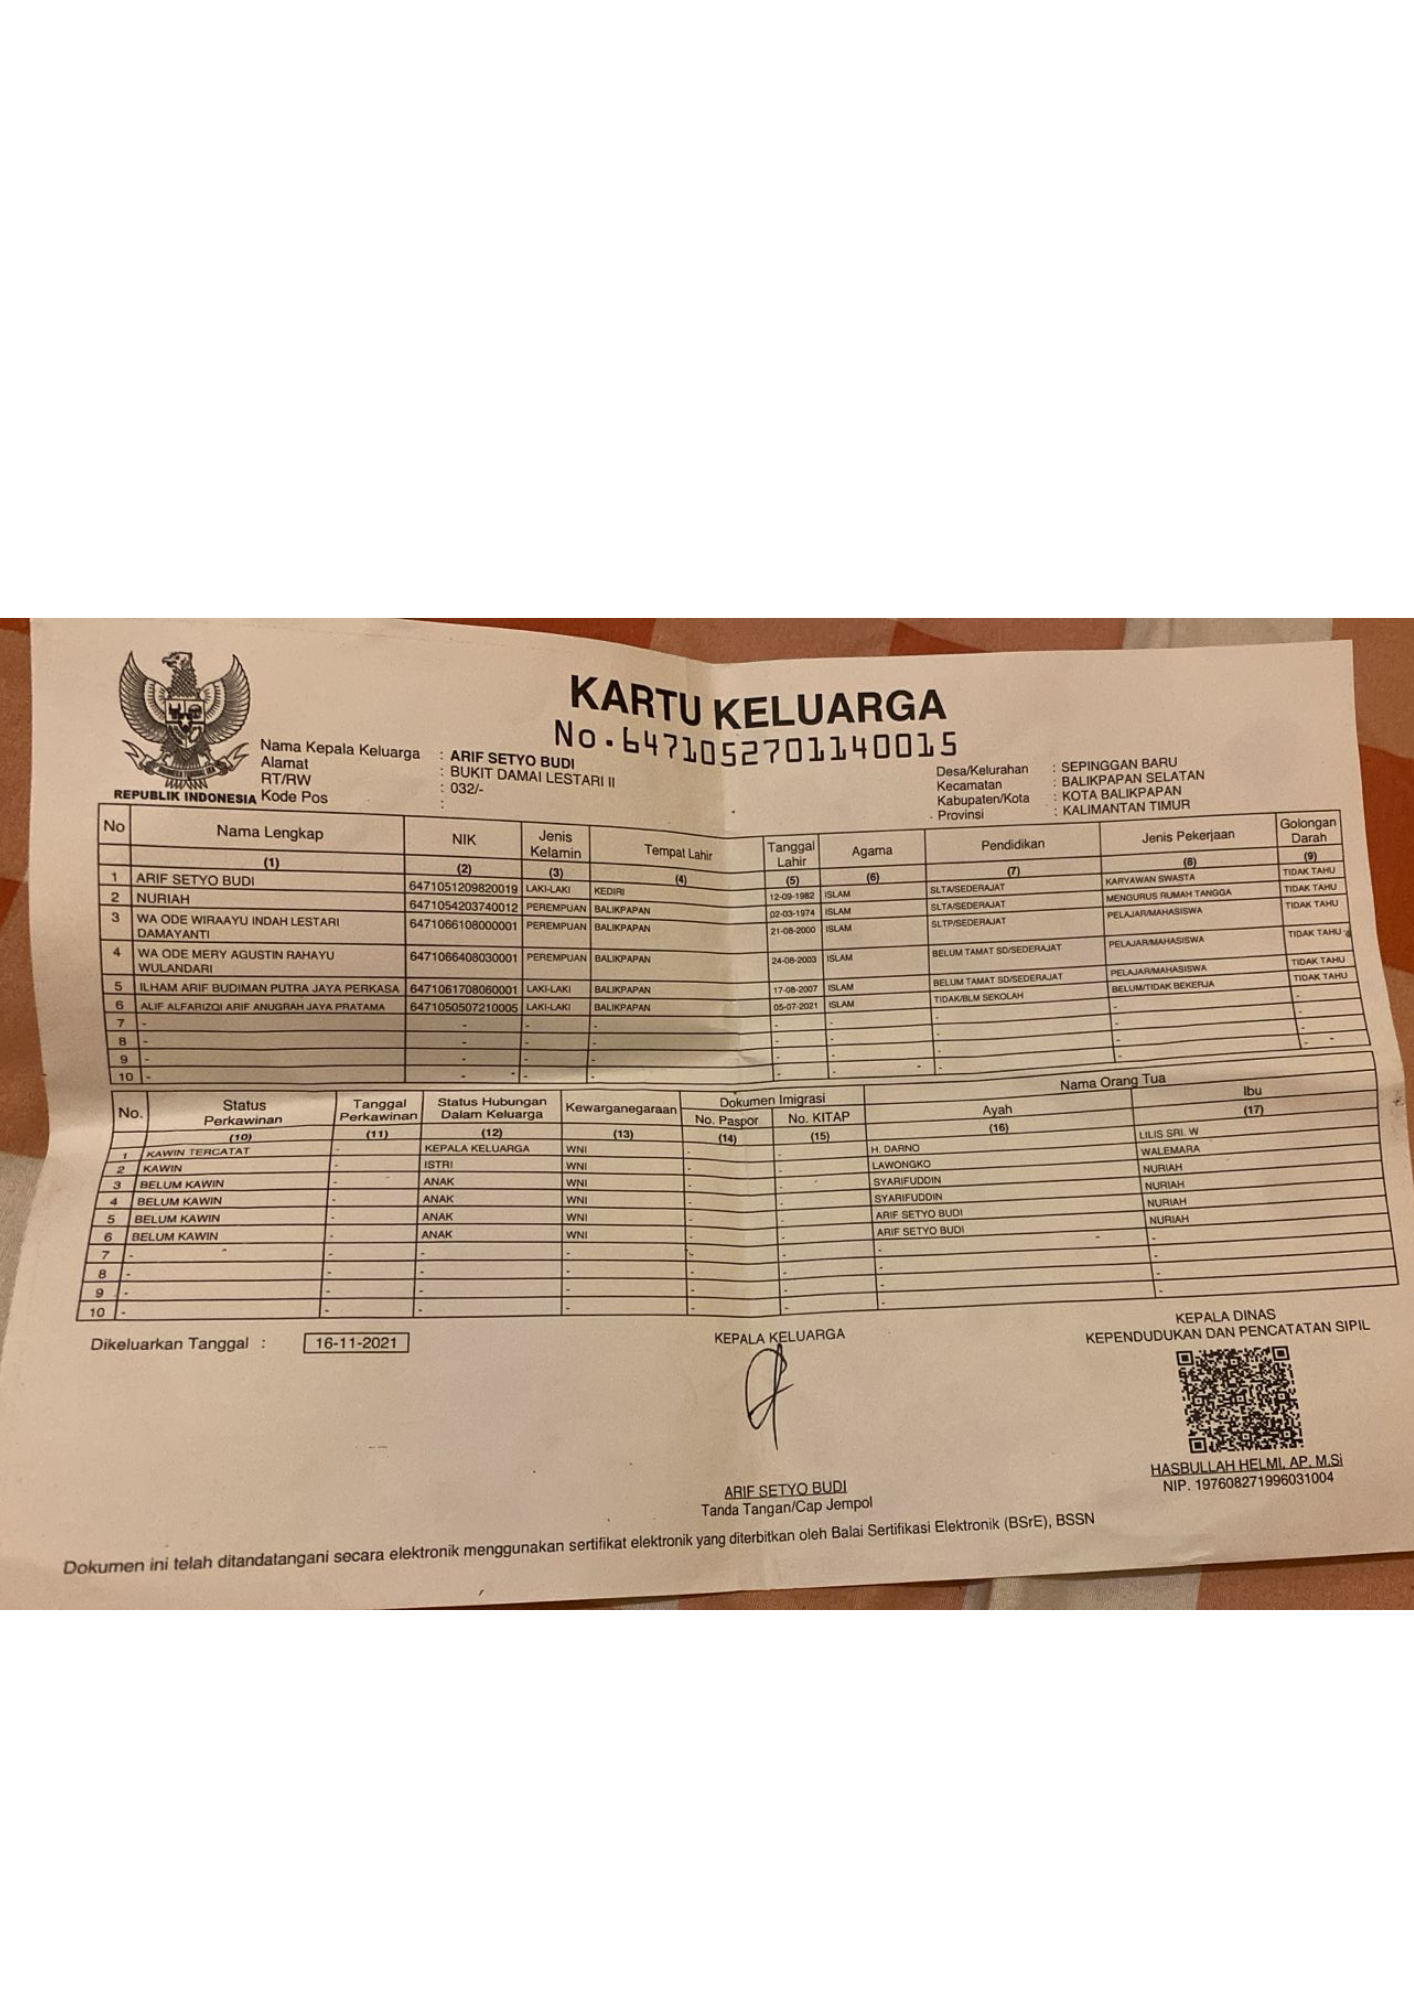 KARTU KELUARGA
No. 6471052701140015
REPUBLIK INDONESIA
Nama Kepala Keluarga : ARIF SETYO BUDI
Alamat : BUKIT DAMAI LESTARI II
RT/RW : 032/-
Kode Pos :
Desa/Kelurahan : SEPINGGAN BARU
Kecamatan : BALIKPAPAN SELATAN
Kabupaten/Kota : KOTA BALIKPAPAN
Provinsi : KALIMANTAN TIMUR
No Nama Lengkap NIK Jenis Kelamin Tempat Lahir Tanggal Lahir Agama Pendidikan Jenis Pekerjaan Golongan Darah
(1) (2) (3) (4) (5) (6) (7) (8) (9)
1 ARIF SETYO BUDI 6471051209820019 LAKI-LAKI KEDIRI 12-09-1982 ISLAM SLTA/SEDERAJAT KARYAWAN SWASTA TIDAK TAHU
2 NURIAH 6471054203740012 PEREMPUAN BALIKPAPAN 02-03-1974 ISLAM SLTA/SEDERAJAT MENGURUS RUMAH TANGGA TIDAK TAHU
3 WA ODE WIRAAYU INDAH LESTARI DAMAYANTI 6471066108000001 PEREMPUAN BALIKPAPAN 21-08-2000 ISLAM SLTP/SEDERAJAT PELAJAR/MAHASISWA TIDAK TAHU
4 WA ODE MERY AGUSTIN RAHAYU WULANDARI 6471066408030001 PEREMPUAN BALIKPAPAN 24-08-2003 ISLAM BELUM TAMAT SD/SEDERAJAT PELAJAR/MAHASISWA TIDAK TAHU
5 ILHAM ARIF BUDIMAN PUTRA JAYA PERKASA 6471061708060001 LAKI-LAKI BALIKPAPAN 17-08-2007 ISLAM BELUM TAMAT SD/SEDERAJAT PELAJAR/MAHASISWA TIDAK TAHU
6 ALIF ALFARIZQI ARIF ANUGRAH JAYA PRATAMA 6471050507210005 LAKI-LAKI BALIKPAPAN 05-07-2021 ISLAM TIDAK/BLM SEKOLAH BELUM/TIDAK BEKERJA TIDAK TAHU
7 - - - - - - - - -
8 - - - - - - - - -
9 - - - - - - - - -
10 - - - - - - - - -
No. Status Perkawinan Tanggal Perkawinan Status Hubungan Dalam Keluarga Kewarganegaraan Dokumen Imigrasi Nama Orang Tua
No. Paspor No. KITAP Ayah Ibu
(10) (11) (12) (13) (14) (15) (16) (17)
1 KAWIN TERCATAT - KEPALA KELUARGA WNI - - H. DARNO LILIS SRI. W
2 KAWIN - ISTRI WNI - - LAWONGKO WALEMARA
3 BELUM KAWIN - ANAK WNI - - SYARIFUDDIN NURIAH
4 BELUM KAWIN - ANAK WNI - - SYARIFUDDIN NURIAH
5 BELUM KAWIN - ANAK WNI - - ARIF SETYO BUDI NURIAH
6 BELUM KAWIN - ANAK WNI - - ARIF SETYO BUDI NURIAH
7 - - - - - - - -
8 - - - - - - - -
9 - - - - - - - -
10 - - - - - - - -
Dikeluarkan Tanggal : 16-11-2021
KEPALA KELUARGA
ARIF SETYO BUDI
Tanda Tangan/Cap Jempol
KEPALA DINAS
KEPENDUDUKAN DAN PENCATATAN SIPIL
HASBULLAH HELMI, AP, M.Si
NIP. 197608271996031004
Dokumen ini telah ditandatangani secara elektronik menggunakan sertifikat elektronik yang diterbitkan oleh Balai Sertifikasi Elektronik (BSrE), BSSN